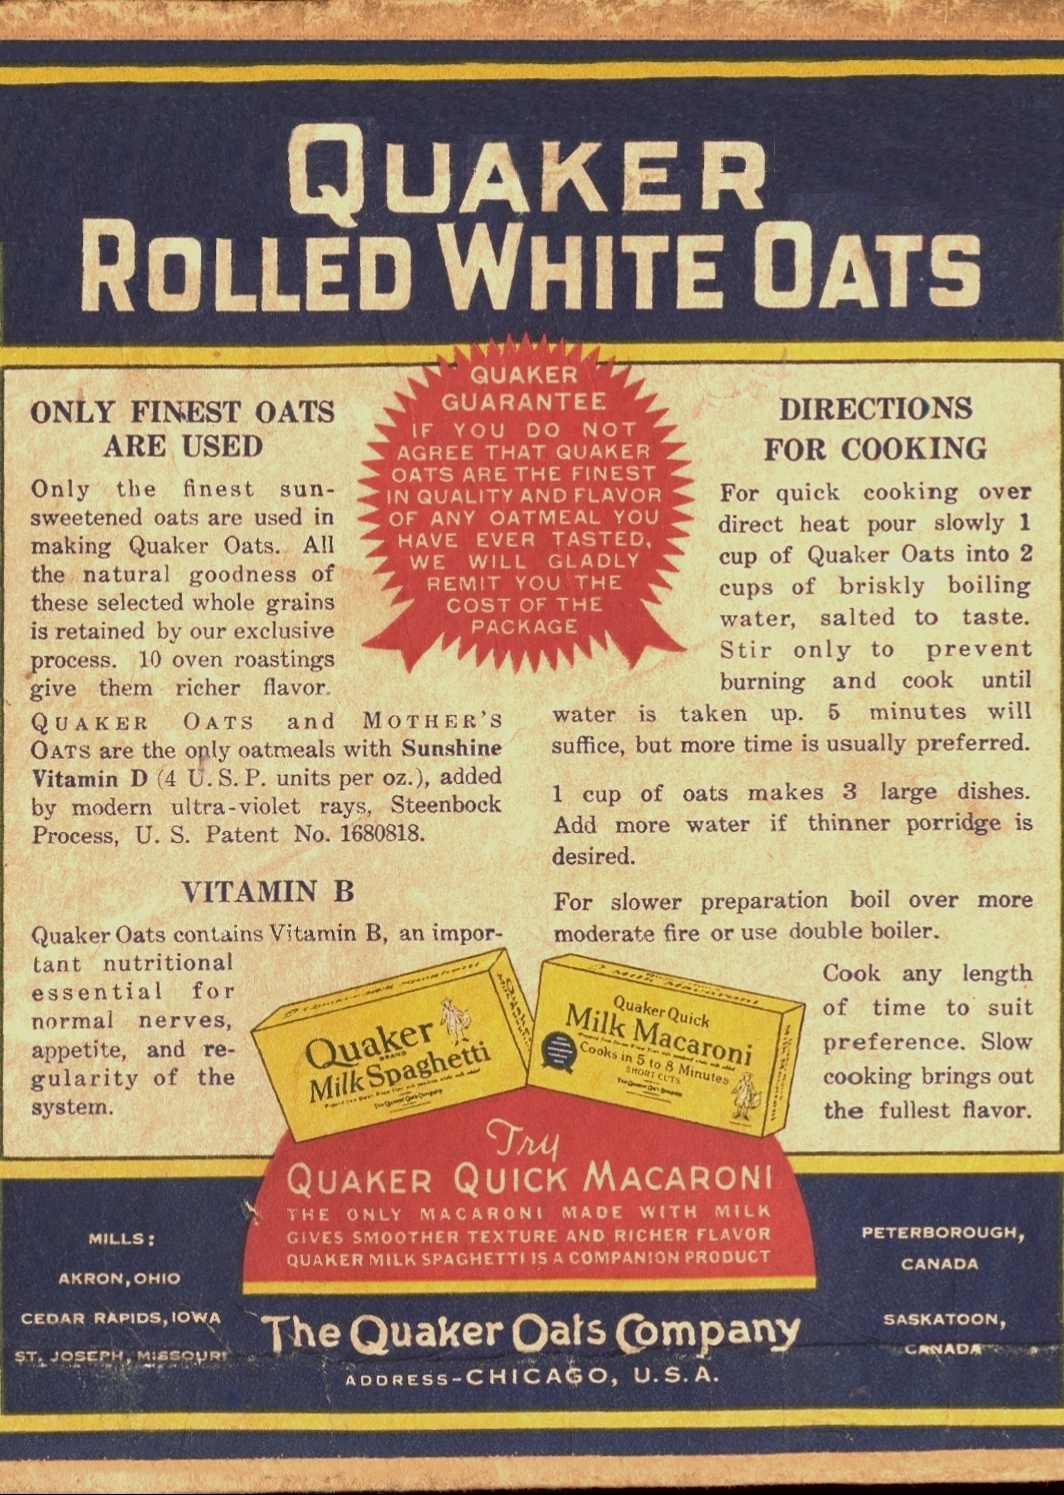 QUAKER
ROLLED WHITE OATS
ONLY FINEST OATS
ARE USED
Only the finest sun-
sweetened oats are used in
making Quaker Oats. All
the natural goodness of
these selected whole grains
is retained by our exclusive
process. 10 oven roastings
give them richer flavor.
QUAKER OATS and MOTHER'S
OATS are the only oatmeals with Sunshine
Vitamin D (4 U.S.P. units per oz.), added
by modern ultra-violet rays, Steenbock
Process, U. S. Patent No. 1680818.
VITAMIN B
Quaker Oats contains Vitamin B, an impor-
tant nutritional
essential for
normal nerves,
appetite, and re-
gularity of the
system.
QUAKER
GUARANTEE
IF YOU DO NOT
AGREE THAT QUAKER
OATS ARE THE FINEST
IN QUALITY AND FLAVOR
OF ANY OATMEAL YOU
HAVE EVER TASTED,
WE WILL GLADLY
REMIT YOU THE
COST OF THE
PACKAGE
DIRECTIONS
FOR COOKING
For quick cooking over
direct heat pour slowly 1
cup of Quaker Oats into 2
cups of briskly boiling
water, salted to taste.
Stir only to prevent
burning and cook until
water is taken up. 5 minutes will
suffice, but more time is usually preferred.
1 cup of oats makes 3 large dishes.
Add more water if thinner porridge is
desired.
For slower preparation boil over more
moderate fire or use double boiler.
Cook any length
of time to suit
preference. Slow
cooking brings out
the fullest flavor.
Quaker
BRAND
Milk Spaghetti
The Quaker Oats Company
Milk Macaroni
Quaker Quick
Milk Macaroni
Cooks in 5 to 8 Minutes
SHORT CUTS
The Quaker Oats Company
Try
QUAKER QUICK MACARONI
THE ONLY MACARONI MADE WITH MILK
GIVES SMOOTHER TEXTURE AND RICHER FLAVOR
QUAKER MILK SPAGHETTI IS A COMPANION PRODUCT
MILLS:
AKRON, OHIO
CEDAR RAPIDS, IOWA
ST. JOSEPH, MISSOURI
The Quaker Oats Company
ADDRESS-CHICAGO, U.S.A.
PETERBOROUGH,
CANADA
SASKATOON,
CANADA